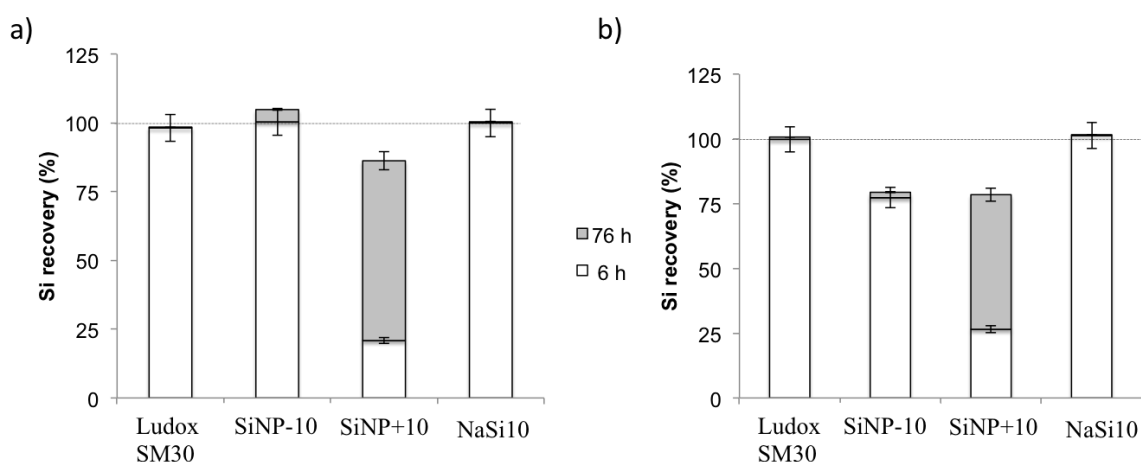 a)
125
100
75
50
25
0
Si recovery (%)
Ludox
SM30
SiNP-10
SiNP+10
NaSi10
76 h
6 h
b)
125
100
75
50
25
0
Si recovery (%)
Ludox
SM30
SiNP-10
SiNP+10
NaSi10